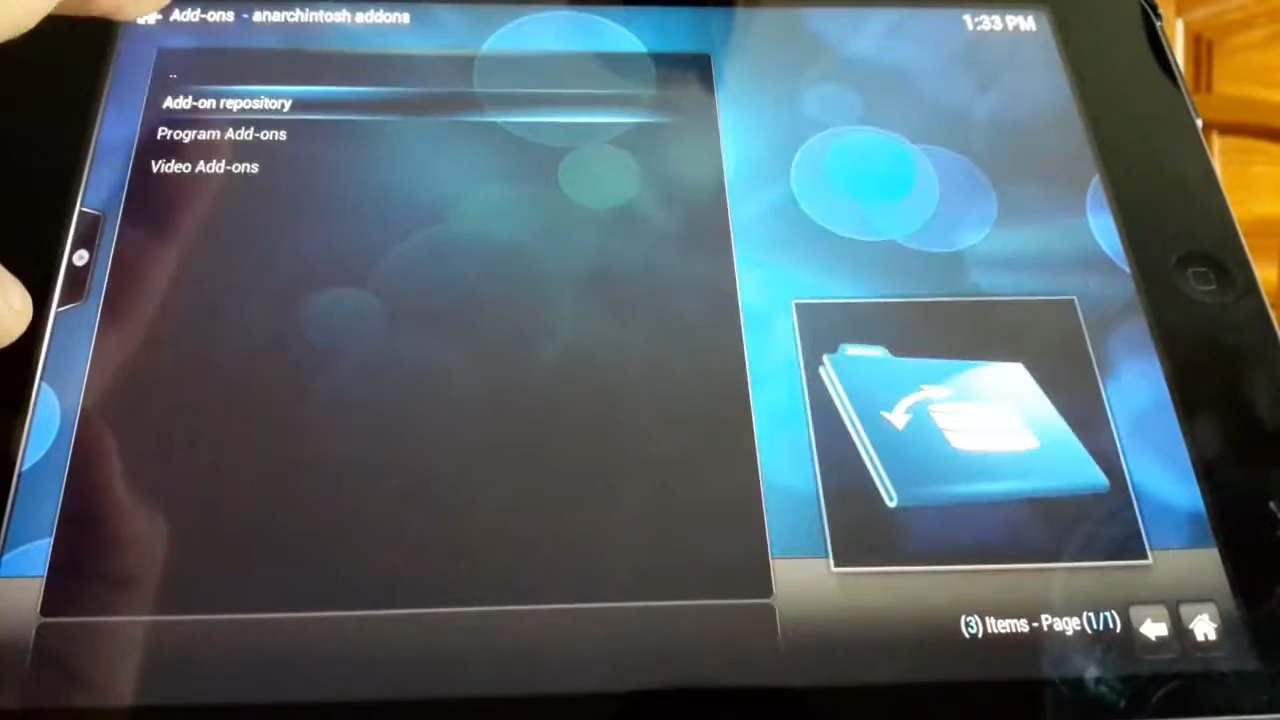 Add-ons - anarchintosh addons
1:33 PM
..
Add-on repository
Program Add-ons
Video Add-ons
(3) Items - Page (1/1)